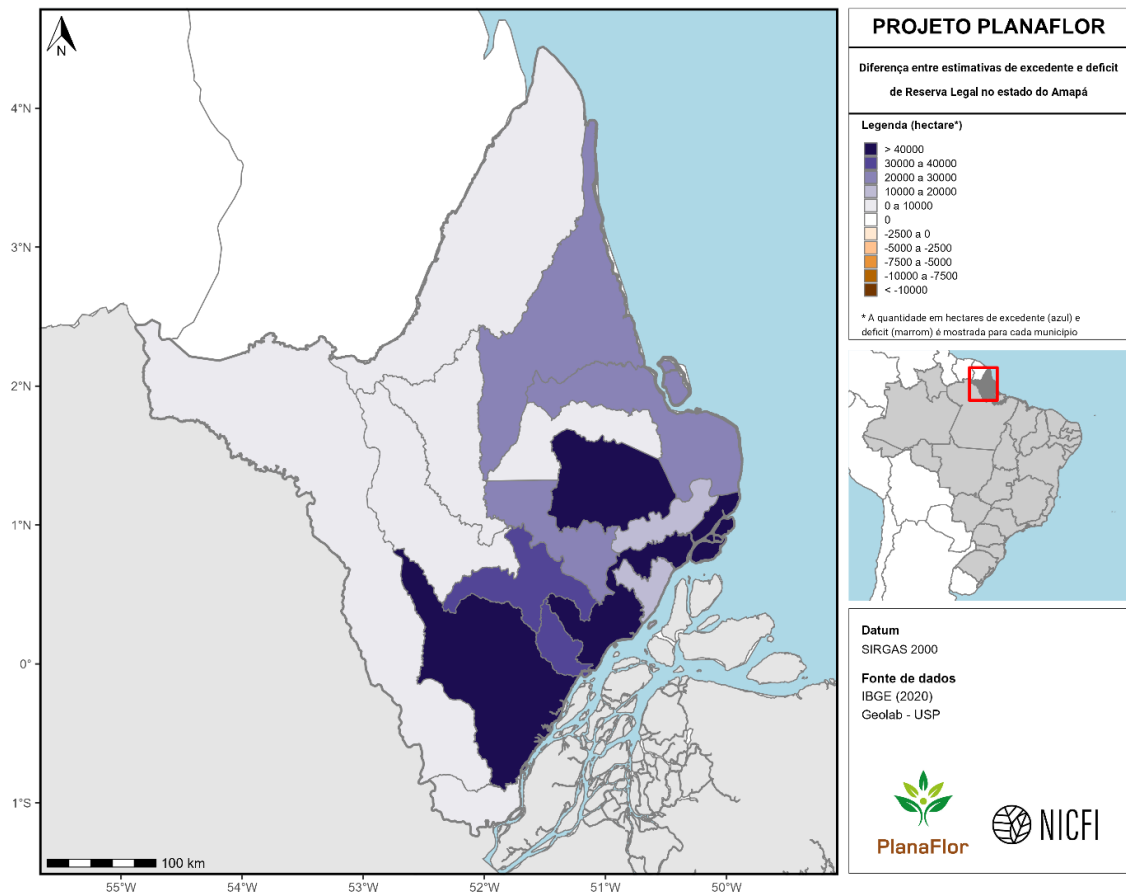 N
4°N
3°N
2°N
1°N
0°
1°S
100 km
55°W
54°W
53°W
52°W
51°W
50°W
PROJETO PLANAFLOR
Diferença entre estimativas de excedente e deficit
de Reserva Legal no estado do Amapá
Legenda (hectare*)
> 40000
30000 a 40000
20000 a 30000
10000 a 20000
0 a 10000
0
-2500 a 0
-5000 a -2500
-7500 a -5000
-10000 a -7500
< -10000
* A quantidade em hectares de excedente (azul) e
deficit (marrom) é mostrada para cada município
Datum
SIRGAS 2000
Fonte de dados
IBGE (2020)
Geolab - USP
PlanaFlor
NICFI